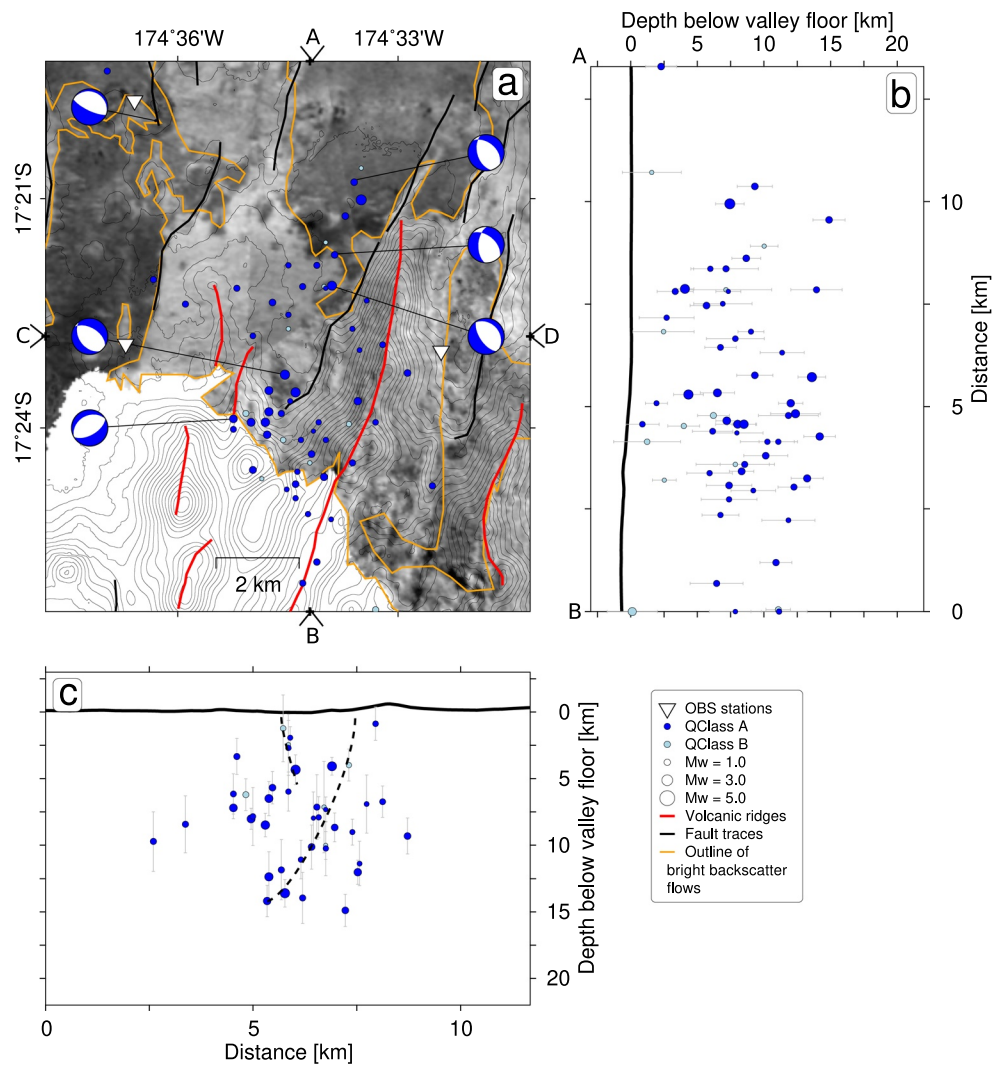 174°36'W
A
174°33'W
a
17°21'S
C
D
17°24'S
2 km
B
Depth below valley floor [km]
0 5 10 15 20
A
b
10
5
0
Distance [km]
B
c
0
5
10
15
20
Depth below valley floor [km]
0 5 10
Distance [km]
OBS stations
QClass A
QClass B
Mw = 1.0
Mw = 3.0
Mw = 5.0
Volcanic ridges
Fault traces
Outline of
bright backscatter
flows